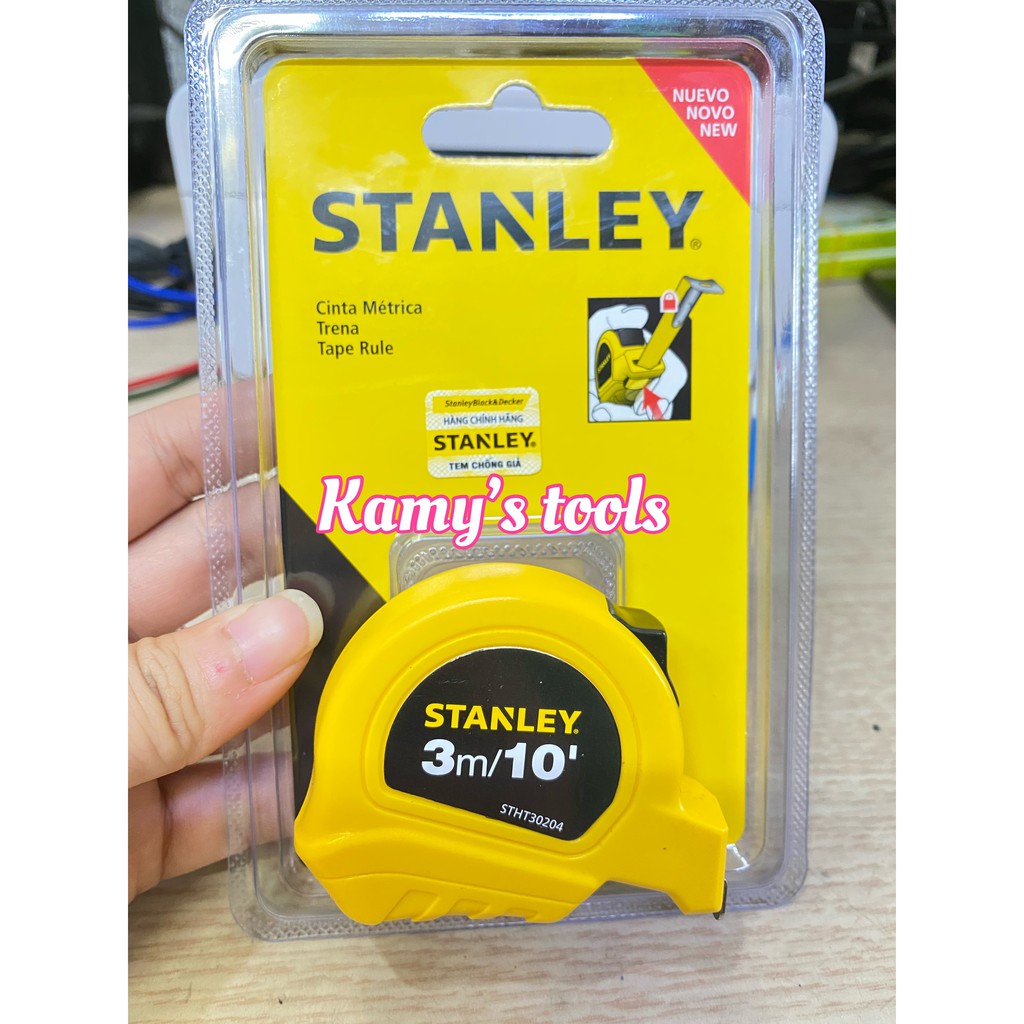 NUEVO
NOVO
NEW
STANLEY®
Cinta Métrica
Trena
Tape Rule
StanleyBlack&Decker
HÀNG CHÍNH HÃNG
STANLEY®
TEM CHỐNG GIẢ
Kamy's tools
STANLEY®
3m/10'
STHT30204